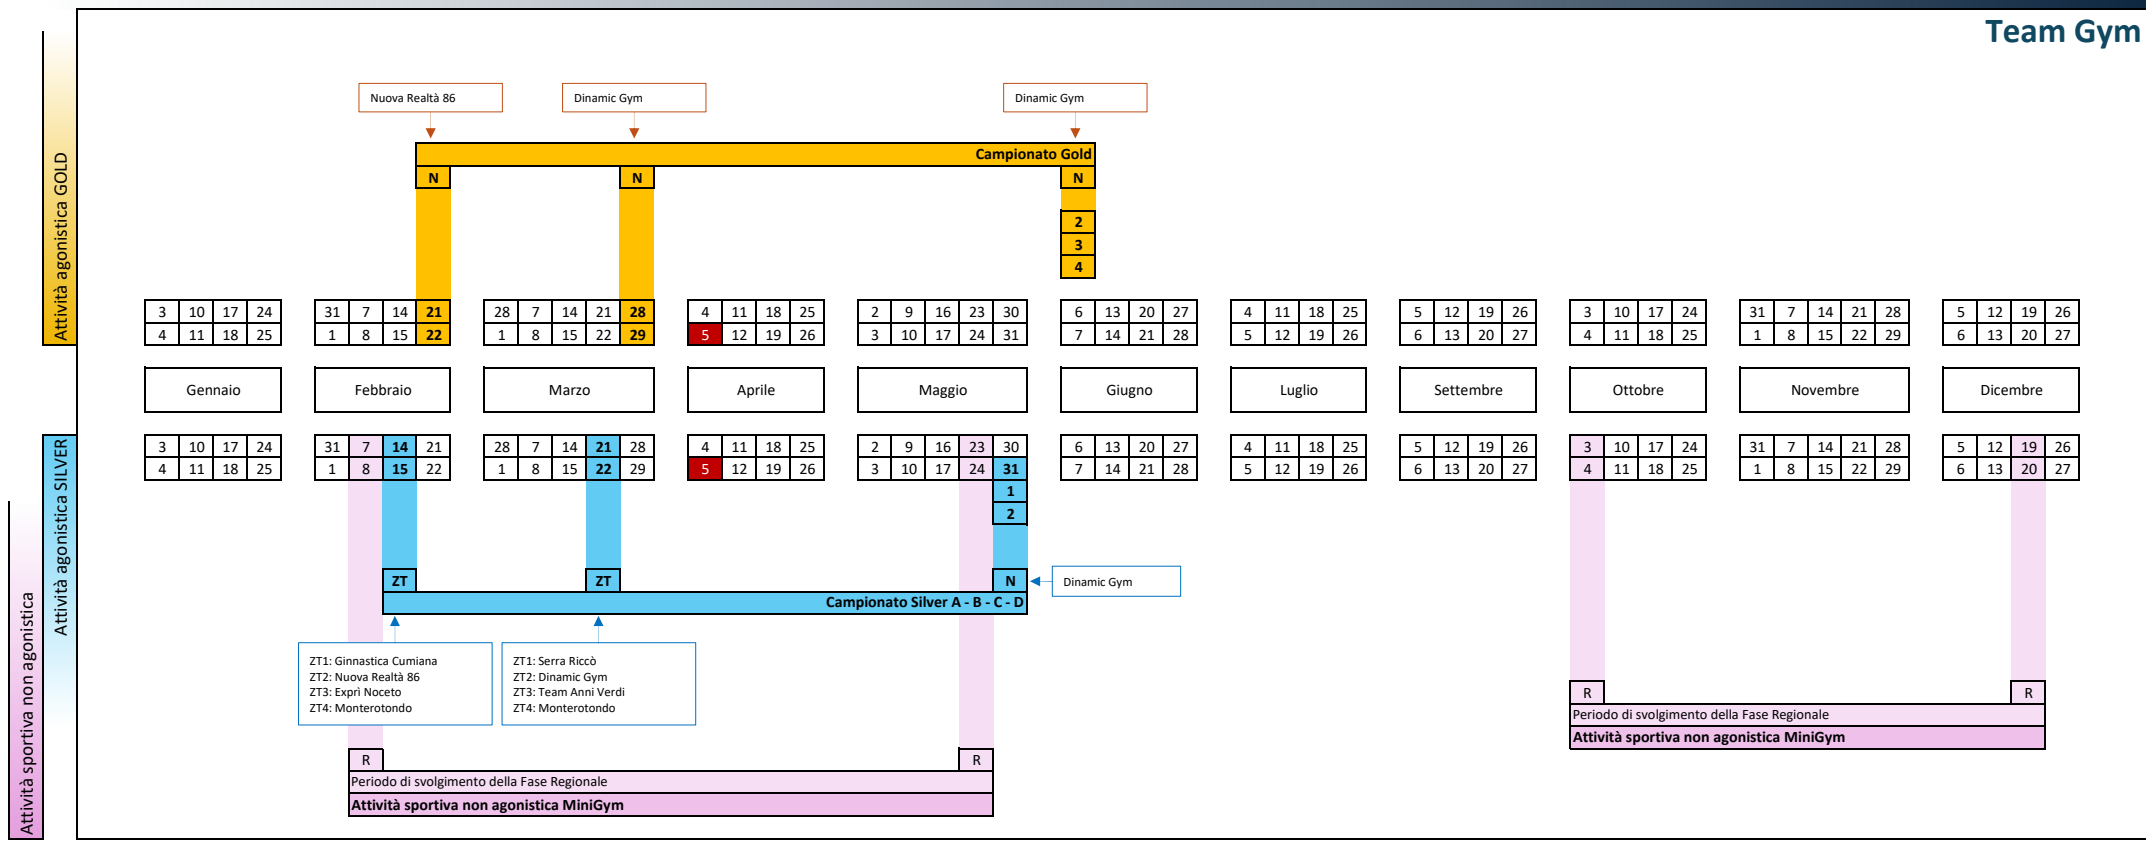 Team Gym
Attività agonistica GOLD
Attività agonistica SILVER
Attività sportiva non agonistica
Nuova Realtà 86
Dinamic Gym
Dinamic Gym
Campionato Gold
N N N
2
3
4
3 10 17 24 31 7 14 21 28 7 14 21 28 4 11 18 25 2 9 16 23 30 6 13 20 27 4 11 18 25 5 12 19 26 3 10 17 24 31 7 14 21 28 5 12 19 26
4 11 18 25 1 8 15 22 1 8 15 22 29 5 12 19 26 3 10 17 24 31 7 14 21 28 5 12 19 26 6 13 20 27 4 11 18 25 1 8 15 22 29 6 13 20 27
Gennaio Febbraio Marzo Aprile Maggio Giugno Luglio Settembre Ottobre Novembre Dicembre
3 10 17 24 31 7 14 21 28 7 14 21 28 4 11 18 25 2 9 16 23 30 6 13 20 27 4 11 18 25 5 12 19 26 3 10 17 24 31 7 14 21 28 5 12 19 26
4 11 18 25 1 8 15 22 1 8 15 22 29 5 12 19 26 3 10 17 24 31 7 14 21 28 5 12 19 26 6 13 20 27 4 11 18 25 1 8 15 22 29 6 13 20 27
1
2
ZT ZT N
Dinamic Gym
Campionato Silver A - B - C - D
ZT1: Ginnastica Cumiana
ZT2: Nuova Realtà 86
ZT3: Exprì Noceto
ZT4: Monterotondo
ZT1: Serra Riccò
ZT2: Dinamic Gym
ZT3: Team Anni Verdi
ZT4: Monterotondo
R R
Periodo di svolgimento della Fase Regionale
Attività sportiva non agonistica MiniGym
R R
Periodo di svolgimento della Fase Regionale
Attività sportiva non agonistica MiniGym